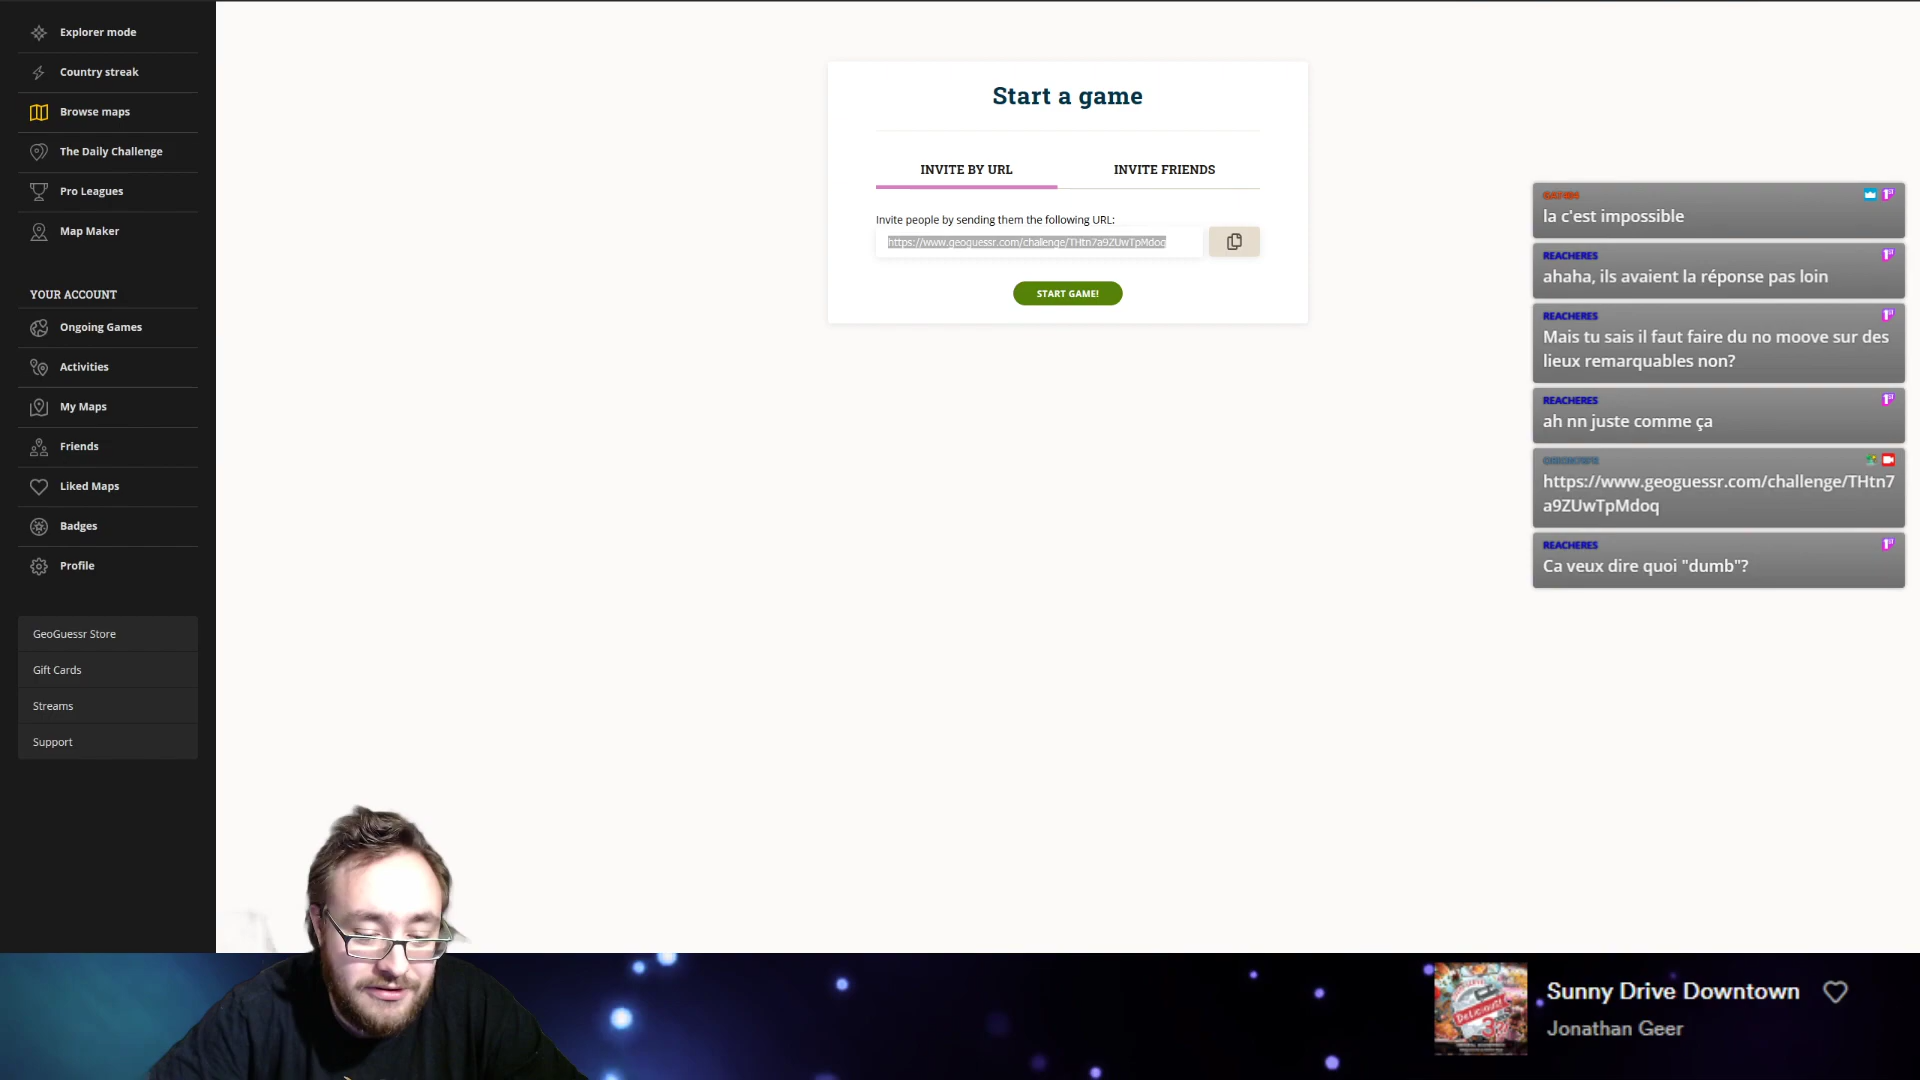 Explorer mode
Country streak
Browse maps
The Daily Challenge
Pro Leagues
Map Maker
YOUR ACCOUNT
Ongoing Games
Activities
My Maps
Friends
Liked Maps
Badges
Profile
GeoGuessr Store
Gift Cards
Streams
Support
Start a game
INVITE BY URL
INVITE FRIENDS
Invite people by sending them the following URL:
https://www.geoguessr.com/challenge/THtn7a9ZUwTpMdoq
START GAME!
la c'est impossible
REACHERES
ahaha, ils avaient la réponse pas loin
REACHERES
Mais tu sais il faut faire du no moove sur des
lieux remarquables non?
REACHERES
ah nn juste comme ça
https://www.geoguessr.com/challenge/THtn7
a9ZUwTpMdoq
REACHERES
Ca veux dire quoi "dumb"?
Sunny Drive Downtown
Jonathan Geer